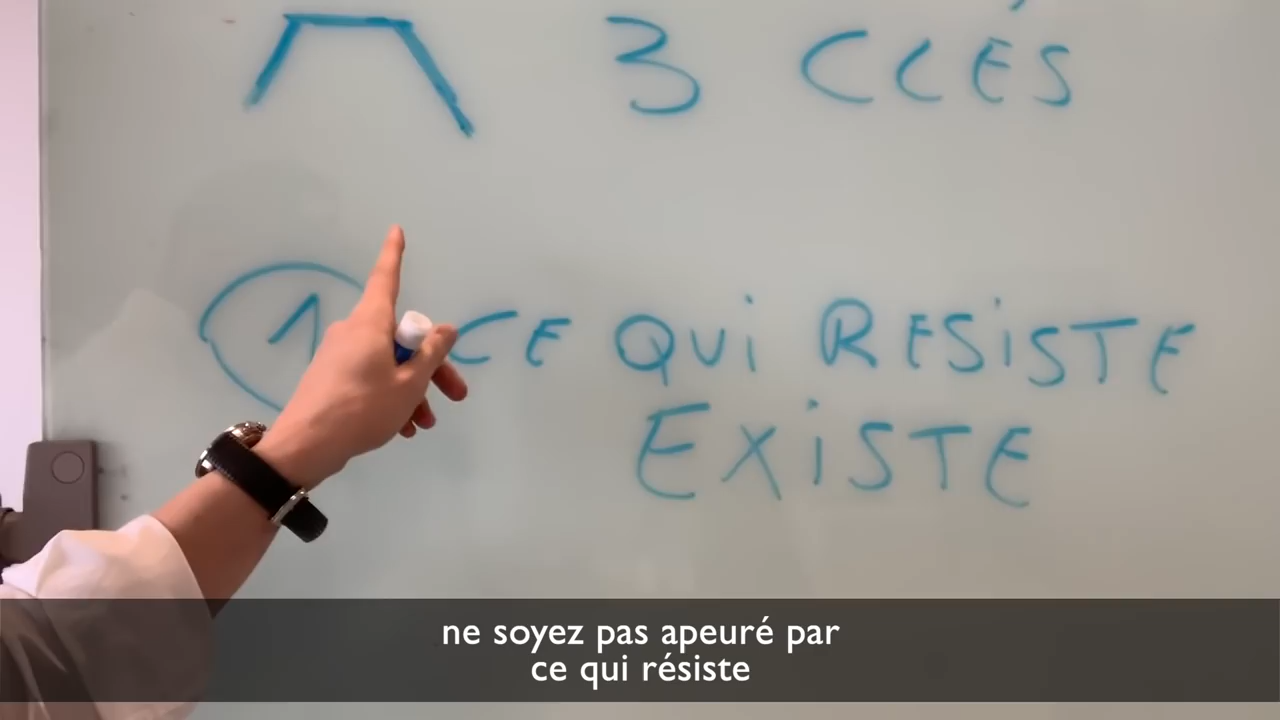 3 CLÉS
1 CE QUI RESISTE
EXISTE
ne soyez pas apeuré par
ce qui résiste